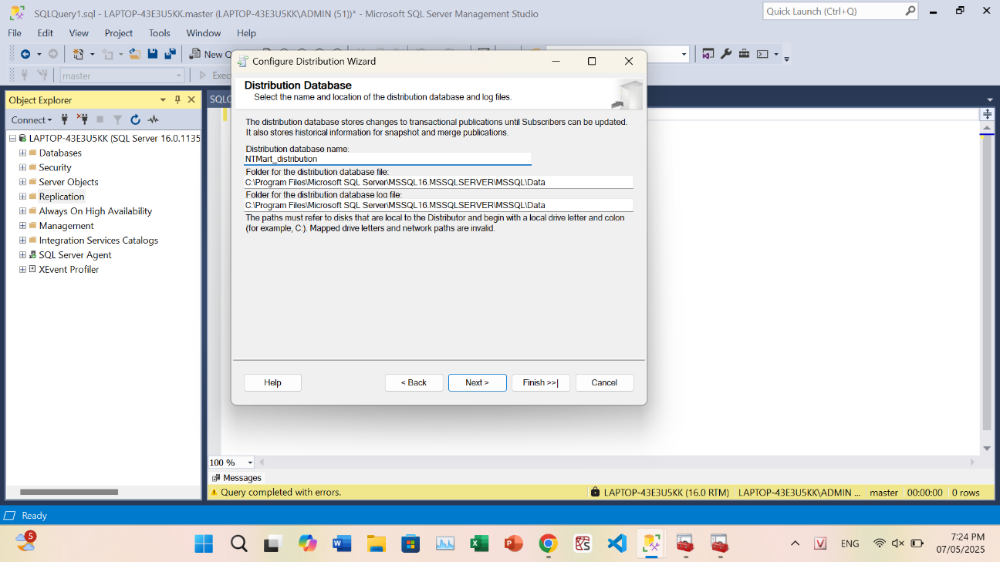 SQLQuery1.sql - LAPTOP-43E3U5KK.master (LAPTOP-43E3U5KK\ADMIN (51))* - Microsoft SQL Server Management Studio
Quick Launch (Ctrl+Q)
File Edit View Project Tools Window Help
New Q
master
Exec
Object Explorer
Connect
LAPTOP-43E3U5KK (SQL Server 16.0.1135
Databases
Security
Server Objects
Replication
Always On High Availability
Management
Integration Services Catalogs
SQL Server Agent
XEvent Profiler
SQLQ
Configure Distribution Wizard
Distribution Database
Select the name and location of the distribution database and log files.
The distribution database stores changes to transactional publications until Subscribers can be updated.
It also stores historical information for snapshot and merge publications.
Distribution database name:
NTMart_distribution
Folder for the distribution database file:
C:\Program Files\Microsoft SQL Server\MSSQL16.MSSQLSERVER\MSSQL\Data
Folder for the distribution database log file:
C:\Program Files\Microsoft SQL Server\MSSQL16.MSSQLSERVER\MSSQL\Data
The paths must refer to disks that are local to the Distributor and begin with a local drive letter and colon
(for example, C:). Mapped drive letters and network paths are invalid.
Help < Back Next > Finish >>| Cancel
100 %
Messages
Query completed with errors.
LAPTOP-43E3U5KK (16.0 RTM) LAPTOP-43E3U5KK\ADMIN ... master 00:00:00 0 rows
Ready
5
ENG
7:24 PM
07/05/2025